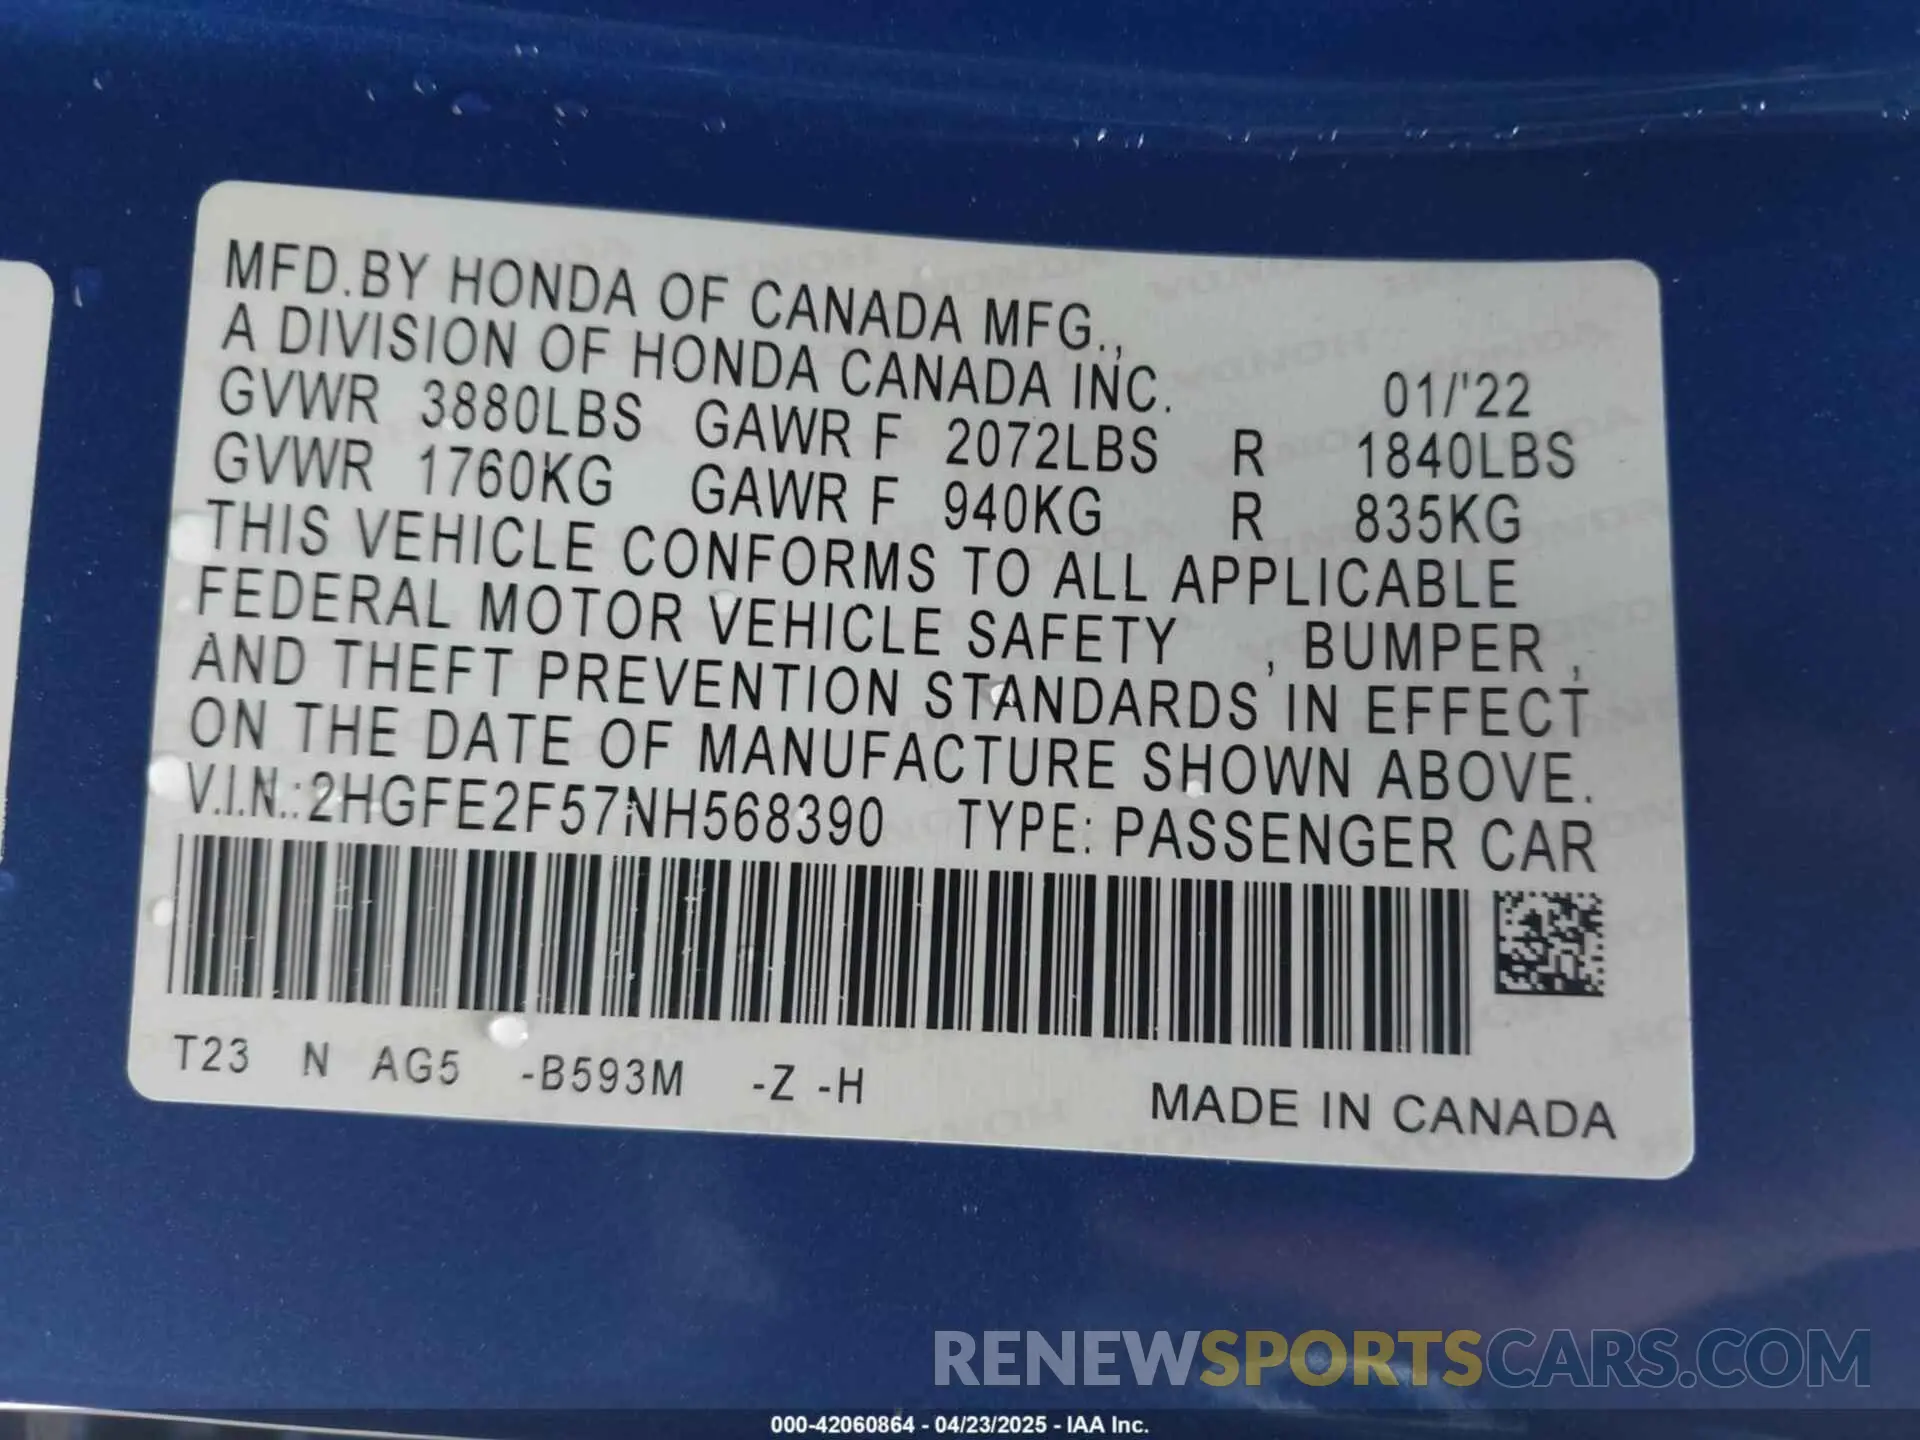 MFD.BY HONDA OF CANADA MFG.,
A DIVISION OF HONDA CANADA INC. 01/'22
GVWR 3880LBS GAWR F 2072LBS R 1840LBS
GVWR 1760KG GAWR F 940KG R 835KG
THIS VEHICLE CONFORMS TO ALL APPLICABLE
FEDERAL MOTOR VEHICLE SAFETY , BUMPER ,
AND THEFT PREVENTION STANDARDS IN EFFECT
ON THE DATE OF MANUFACTURE SHOWN ABOVE.
V.I.N.:2HGFE2F57NH568390 TYPE: PASSENGER CAR
T23 N AG5 -B593M -Z -H
MADE IN CANADA
RENEWSPORTSCARS.COM
000-42060864 - 04/23/2025 - IAA Inc.